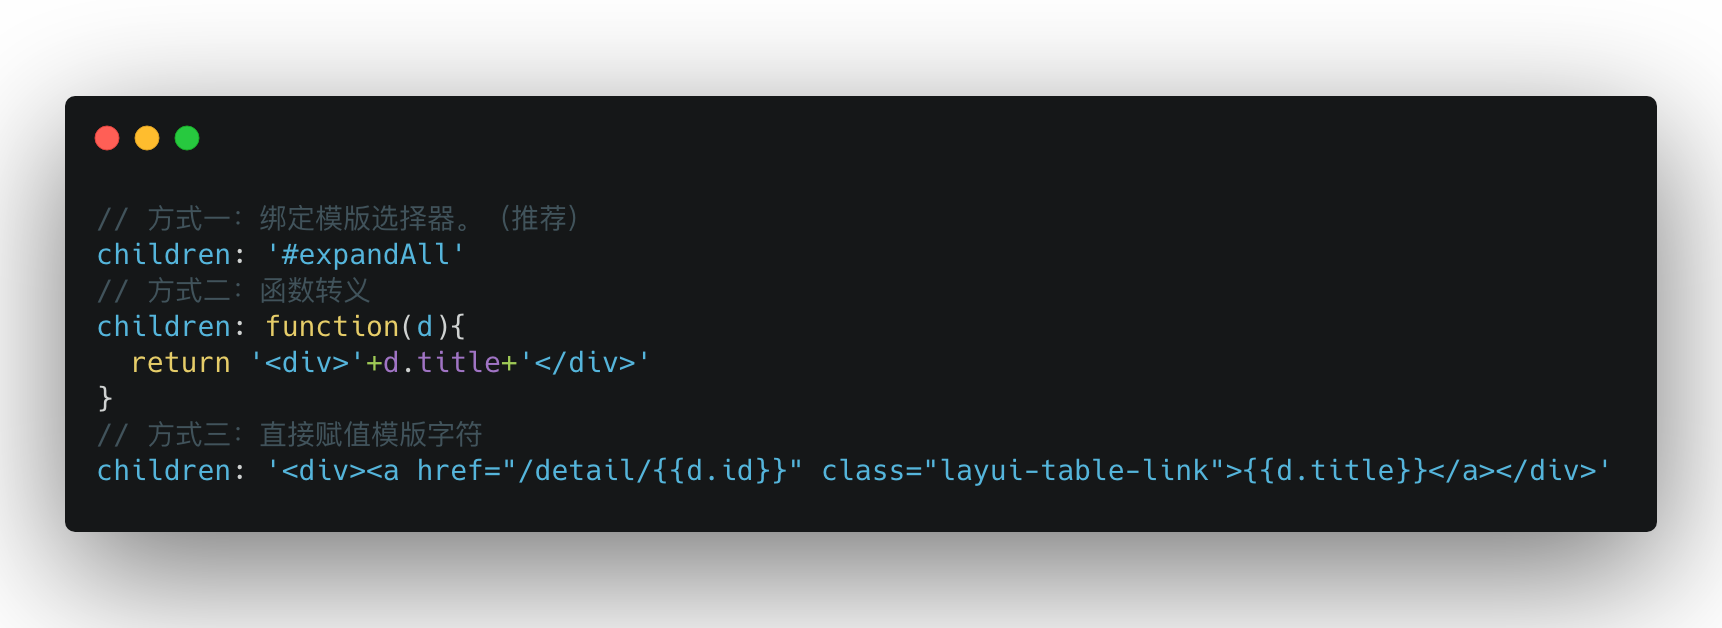 // 方式一：绑定模版选择器。（推荐）
children: '#expandAll'
// 方式二：函数转义
children: function(d){
  return '<div>'+d.title+'</div>'
}
// 方式三：直接赋值模版字符
children: '<div><a href="/detail/{{d.id}}" class="layui-table-link">{{d.title}}</a></div>'